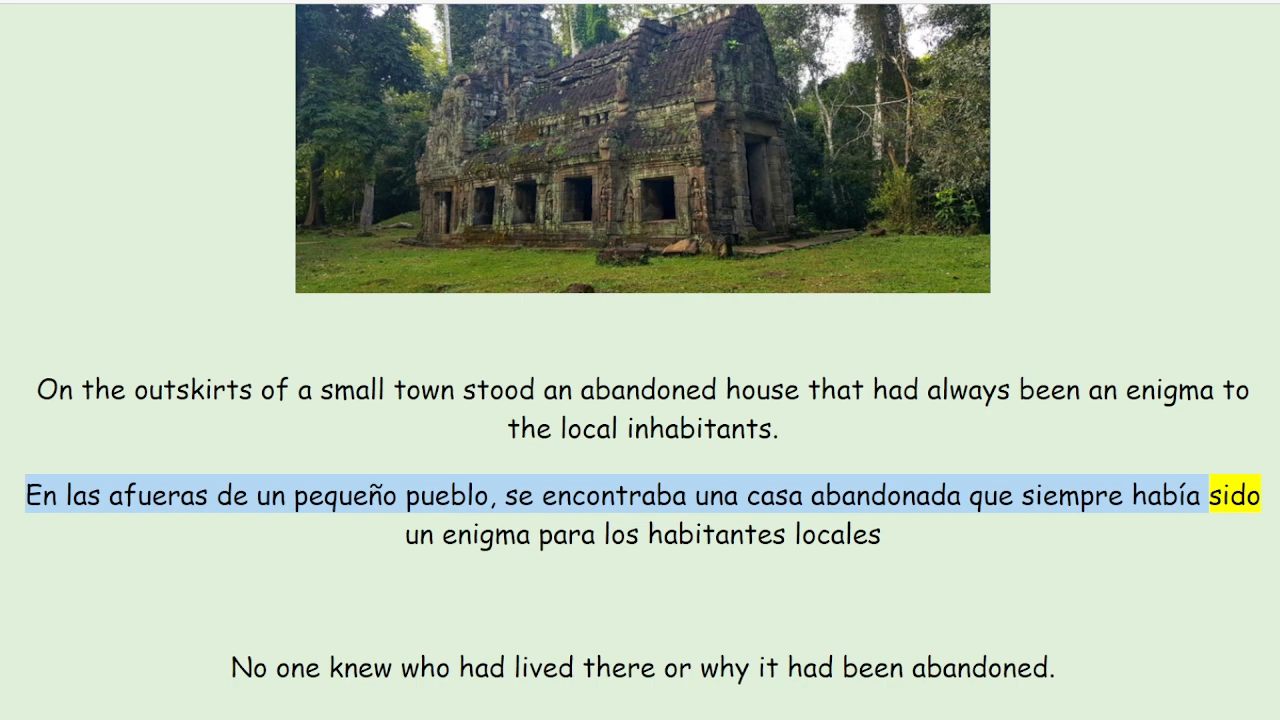 On the outskirts of a small town stood an abandoned house that had always been an enigma to
the local inhabitants.
En las afueras de un pequeño pueblo, se encontraba una casa abandonada que siempre había sido
un enigma para los habitantes locales
No one knew who had lived there or why it had been abandoned.